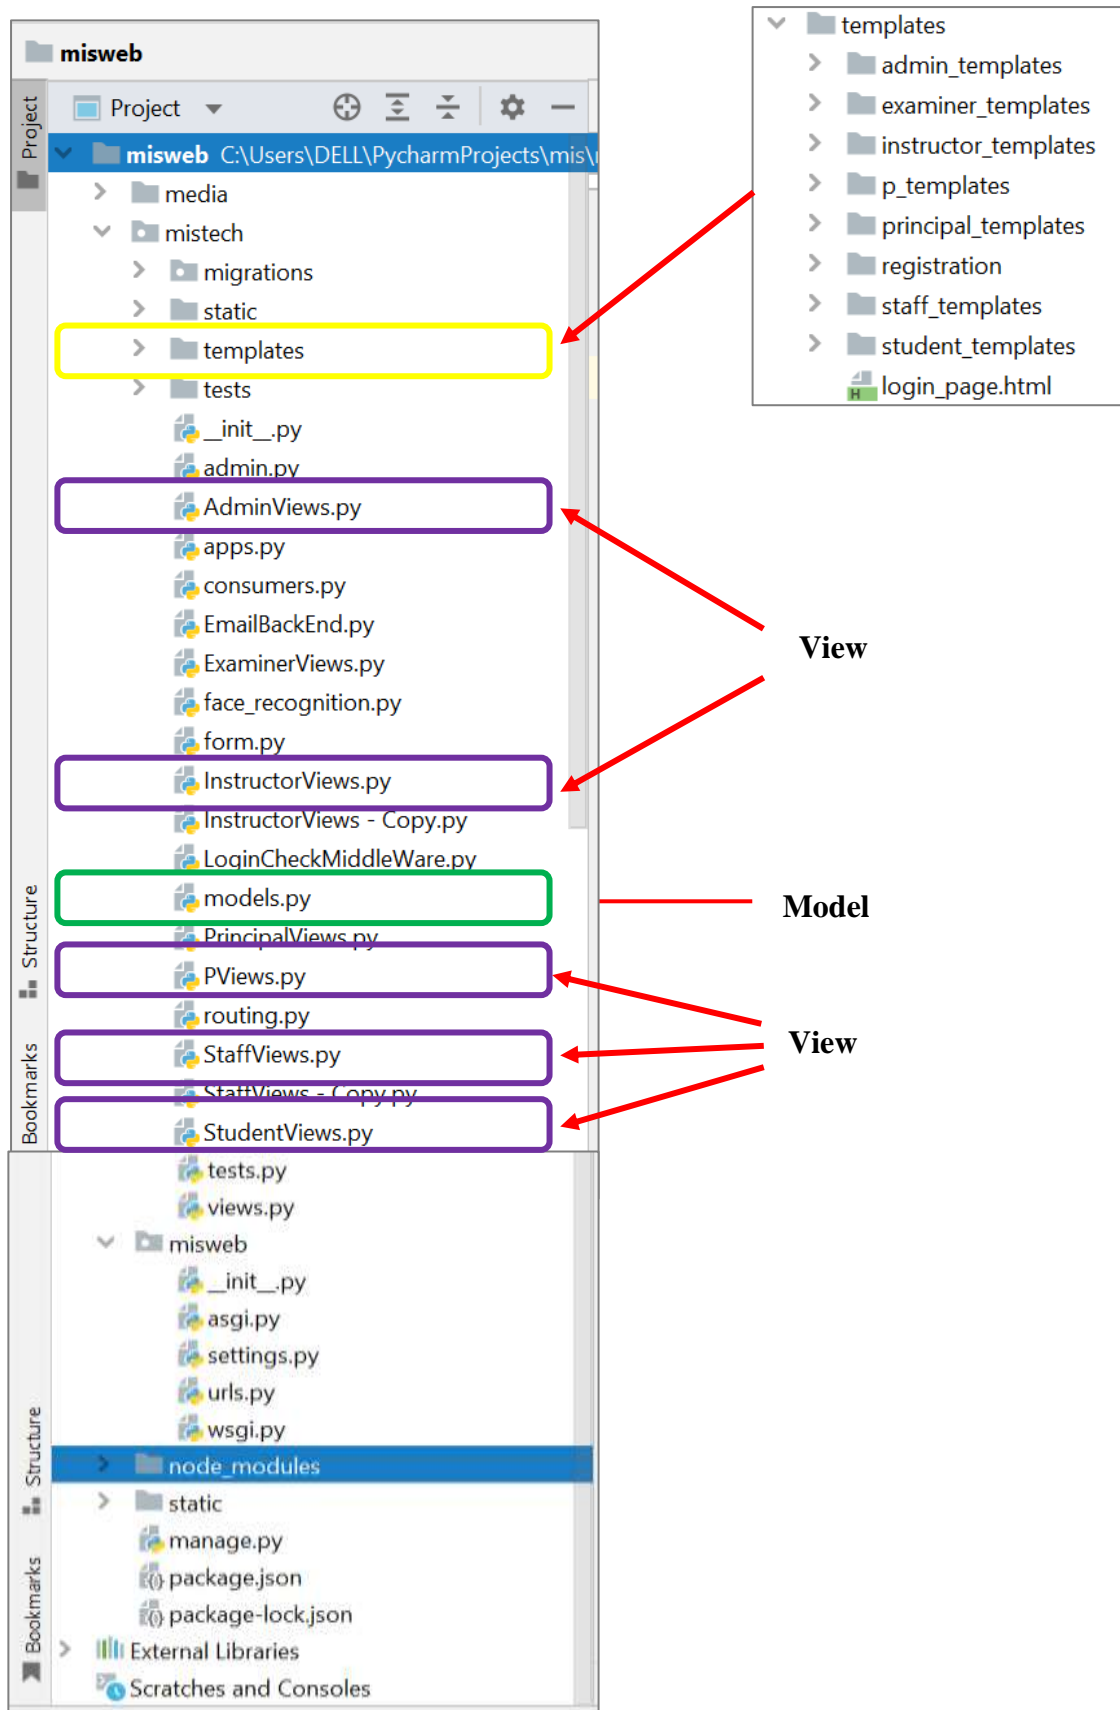 misweb
Project
Project
misweb C:\Users\DELL\PycharmProjects\mis\
media
mistech
migrations
static
templates
tests
__init__.py
admin.py
AdminViews.py
apps.py
consumers.py
EmailBackEnd.py
ExaminerViews.py
face_recognition.py
form.py
InstructorViews.py
InstructorViews - Copy.py
LoginCheckMiddleWare.py
models.py
PrincipalViews.py
PViews.py
routing.py
StaffViews.py
StaffViews - Copy.py
StudentViews.py
Structure
Bookmarks
tests.py
views.py
misweb
__init__.py
asgi.py
settings.py
urls.py
wsgi.py
node_modules
static
manage.py
package.json
package-lock.json
External Libraries
Scratches and Consoles
Structure
Bookmarks
templates
admin_templates
examiner_templates
instructor_templates
p_templates
principal_templates
registration
staff_templates
student_templates
login_page.html
View
Model
View